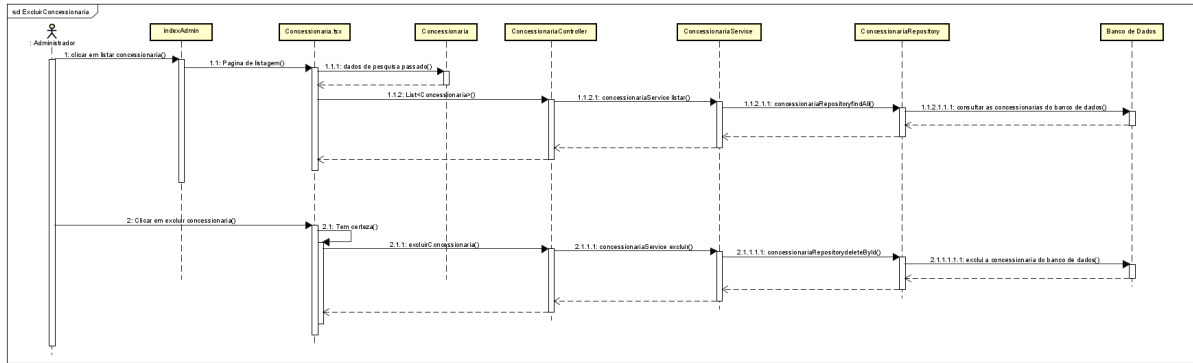 sd ExcluirConcessionaria
: Administrador
indexAdmin
Concessionaria.tsx
Concessionaria
ConcessionariaController
ConcessionariaService
ConcessionariaRepository
Banco de Dados
1: clicar em listar concessionaria()
1.1: Pagina de listagem()
1.1.1: dados de pesquisa passado()
1.1.2: List<Concessionaria>()
1.1.2.1: concessionariaService listar()
1.1.2.1.1: concessionariaRepositoryfindAll()
1.1.2.1.1.1: consultar as concessionarias do banco de dados()
2: Clicar em excluir concessionaria()
2.1: Tem certeza()
2.1.1: excluirConcessionaria()
2.1.1.1: concessionariaService exclui()
2.1.1.1.1: concessionariaRepositorydeleteById()
2.1.1.1.1.1: exclui a concessionaria do banco de dados()